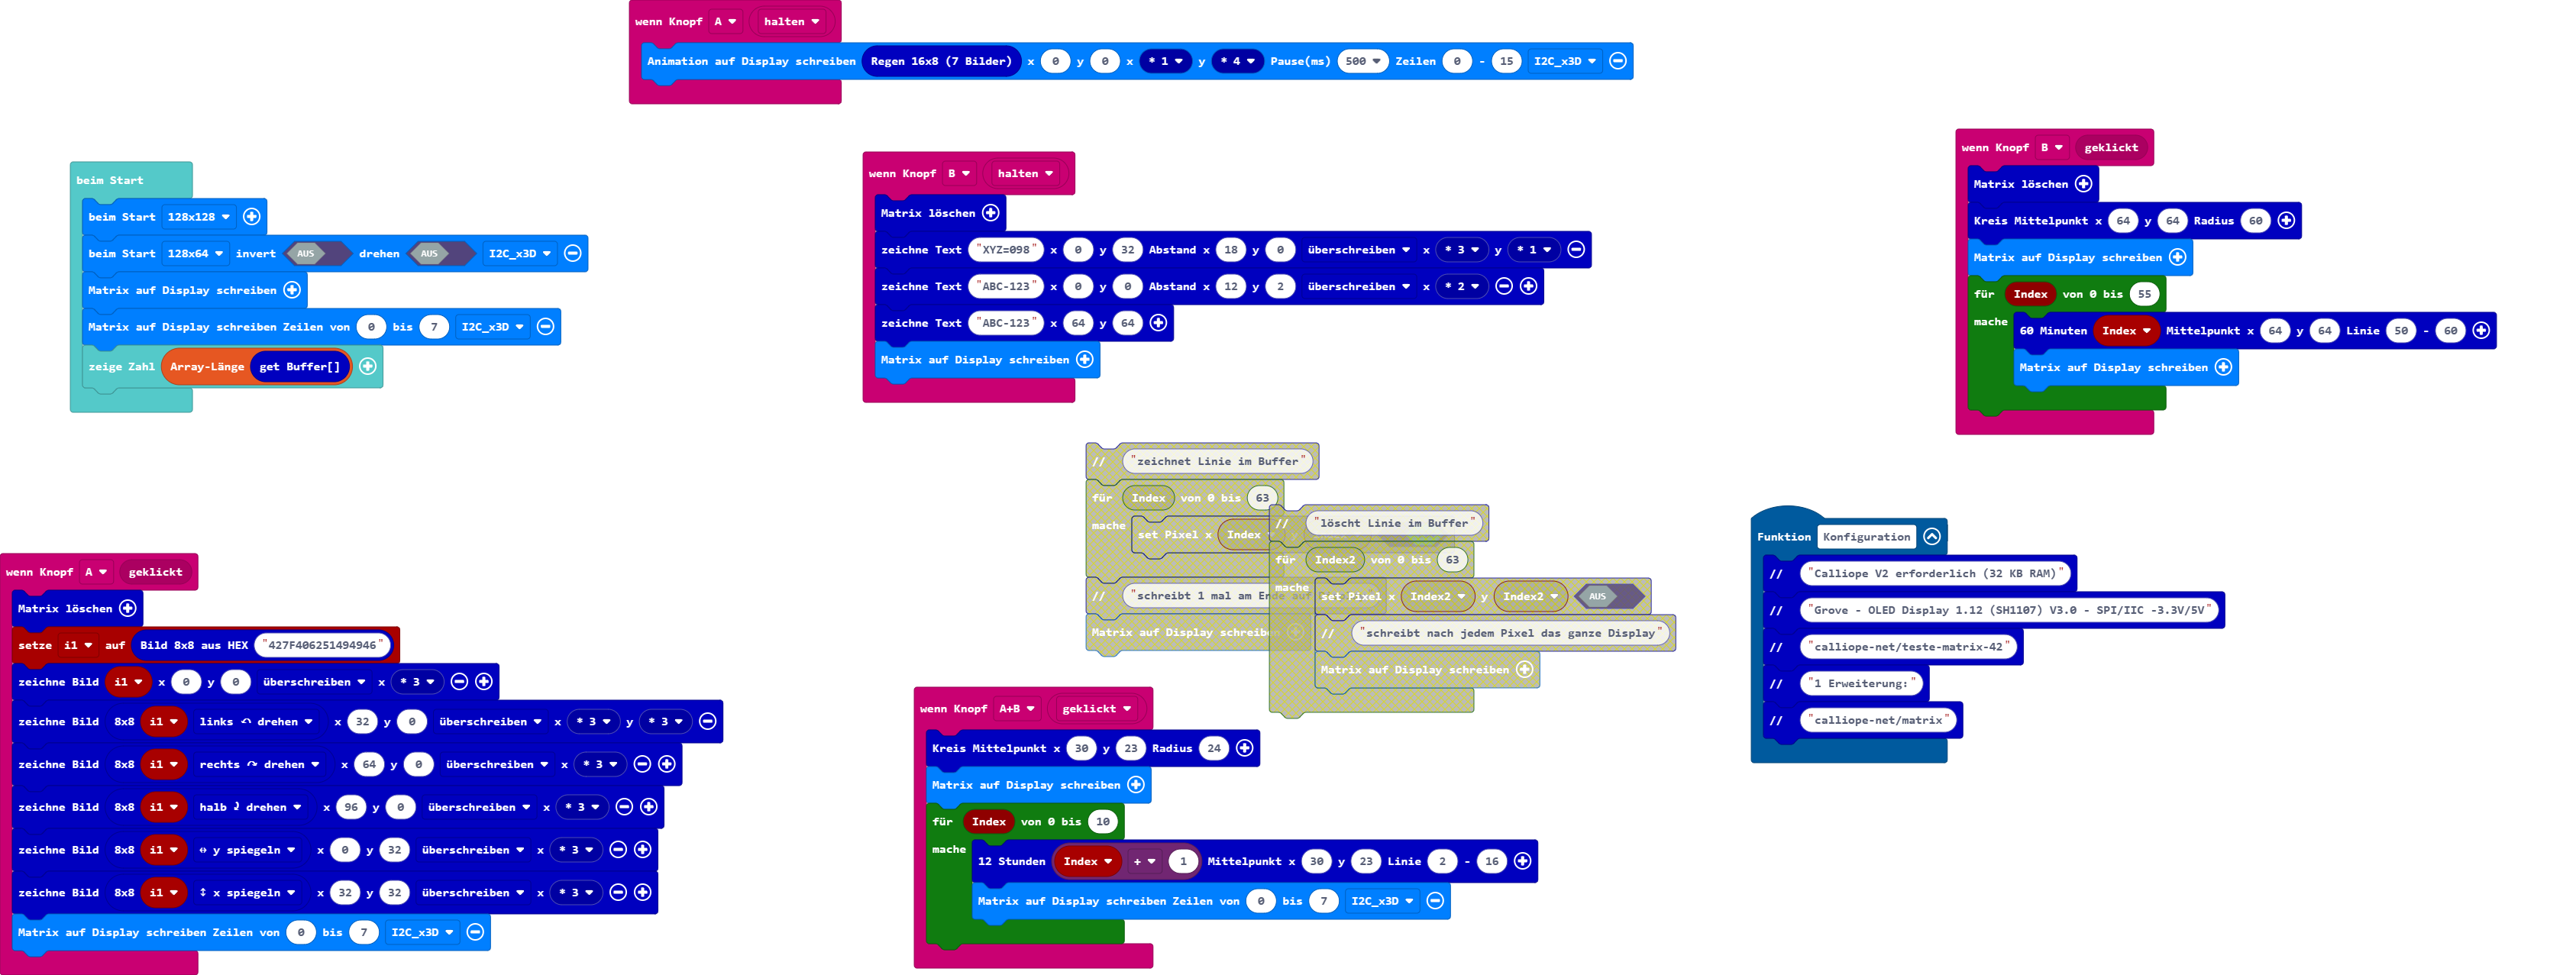 wenn Knopf A halten
Animation auf Display schreiben Regen 16x8 (7 Bilder) x 0 y 0 x * 1 y * 4 Pause(ms) 500 Zeilen 0 - 15 I2C_x3D
beim Start
beim Start 128x128
beim Start 128x64 invert AUS drehen AUS I2C_x3D
Matrix auf Display schreiben
Matrix auf Display schreiben Zeilen von 0 bis 7 I2C_x3D
zeige Zahl Array-Länge get Buffer[]
wenn Knopf B halten
Matrix löschen
zeichne Text "XYZ=098" x 0 y 32 Abstand x 18 y 0 überschreiben x * 3 y * 1
zeichne Text "ABC-123" x 0 y 0 Abstand x 12 y 2 überschreiben x * 2
zeichne Text "ABC-123" x 64 y 64
Matrix auf Display schreiben
wenn Knopf B geklickt
Matrix löschen
Kreis Mittelpunkt x 64 y 64 Radius 60
Matrix auf Display schreiben
für Index von 0 bis 55
mache 60 Minuten Index Mittelpunkt x 64 y 64 Linie 50 - 60
Matrix auf Display schreiben
// "zeichnet Linie im Buffer"
für Index von 0 bis 63
mache set Pixel x Index
// "schreibt 1 mal am Ende auf
Matrix auf Display schreiben
// "löscht Linie im Buffer"
für Index2 von 0 bis 63
mache set Pixel x Index2 y Index2 AUS
// "schreibt nach jedem Pixel das ganze Display"
Matrix auf Display schreiben
wenn Knopf A geklickt
Matrix löschen
setze i1 auf Bild 8x8 aus HEX "427F406251494946"
zeichne Bild i1 x 0 y 0 überschreiben x * 3
zeichne Bild 8x8 i1 links ↶ drehen x 32 y 0 überschreiben x * 3 y * 3
zeichne Bild 8x8 i1 rechts ↷ drehen x 64 y 0 überschreiben x * 3
zeichne Bild 8x8 i1 halb ⤸ drehen x 96 y 0 überschreiben x * 3
zeichne Bild 8x8 i1 ↔ y spiegeln x 0 y 32 überschreiben x * 3
zeichne Bild 8x8 i1 ↕ x spiegeln x 32 y 32 überschreiben x * 3
Matrix auf Display schreiben Zeilen von 0 bis 7 I2C_x3D
wenn Knopf A+B geklickt
Kreis Mittelpunkt x 30 y 23 Radius 24
Matrix auf Display schreiben
für Index von 0 bis 10
mache 12 Stunden Index + 1 Mittelpunkt x 30 y 23 Linie 2 - 16
Matrix auf Display schreiben Zeilen von 0 bis 7 I2C_x3D
Funktion Konfiguration
// "Calliope V2 erforderlich (32 KB RAM)"
// "Grove - OLED Display 1.12 (SH1107) V3.0 - SPI/IIC -3.3V/5V"
// "calliope-net/teste-matrix-42"
// "1 Erweiterung:"
// "calliope-net/matrix"